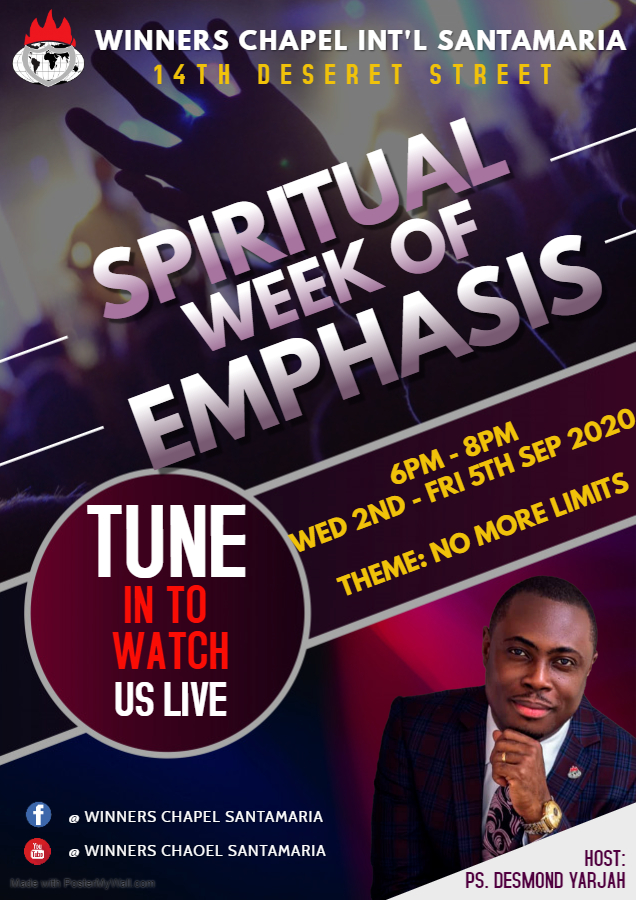 WINNERS CHAPEL INT'L SANTAMARIA
14TH DESERET STREET
SPIRITUAL
WEEK OF
EMPHASIS
6PM - 8PM
WED 2ND - FRI 5TH SEP 2020
THEME: NO MORE LIMITS
TUNE
IN TO
WATCH
US LIVE
@ WINNERS CHAPEL SANTAMARIA
You Tube
@ WINNERS CHAOEL SANTAMARIA
HOST:
PS. DESMOND YARJAH
Made with PosterMyWall.com